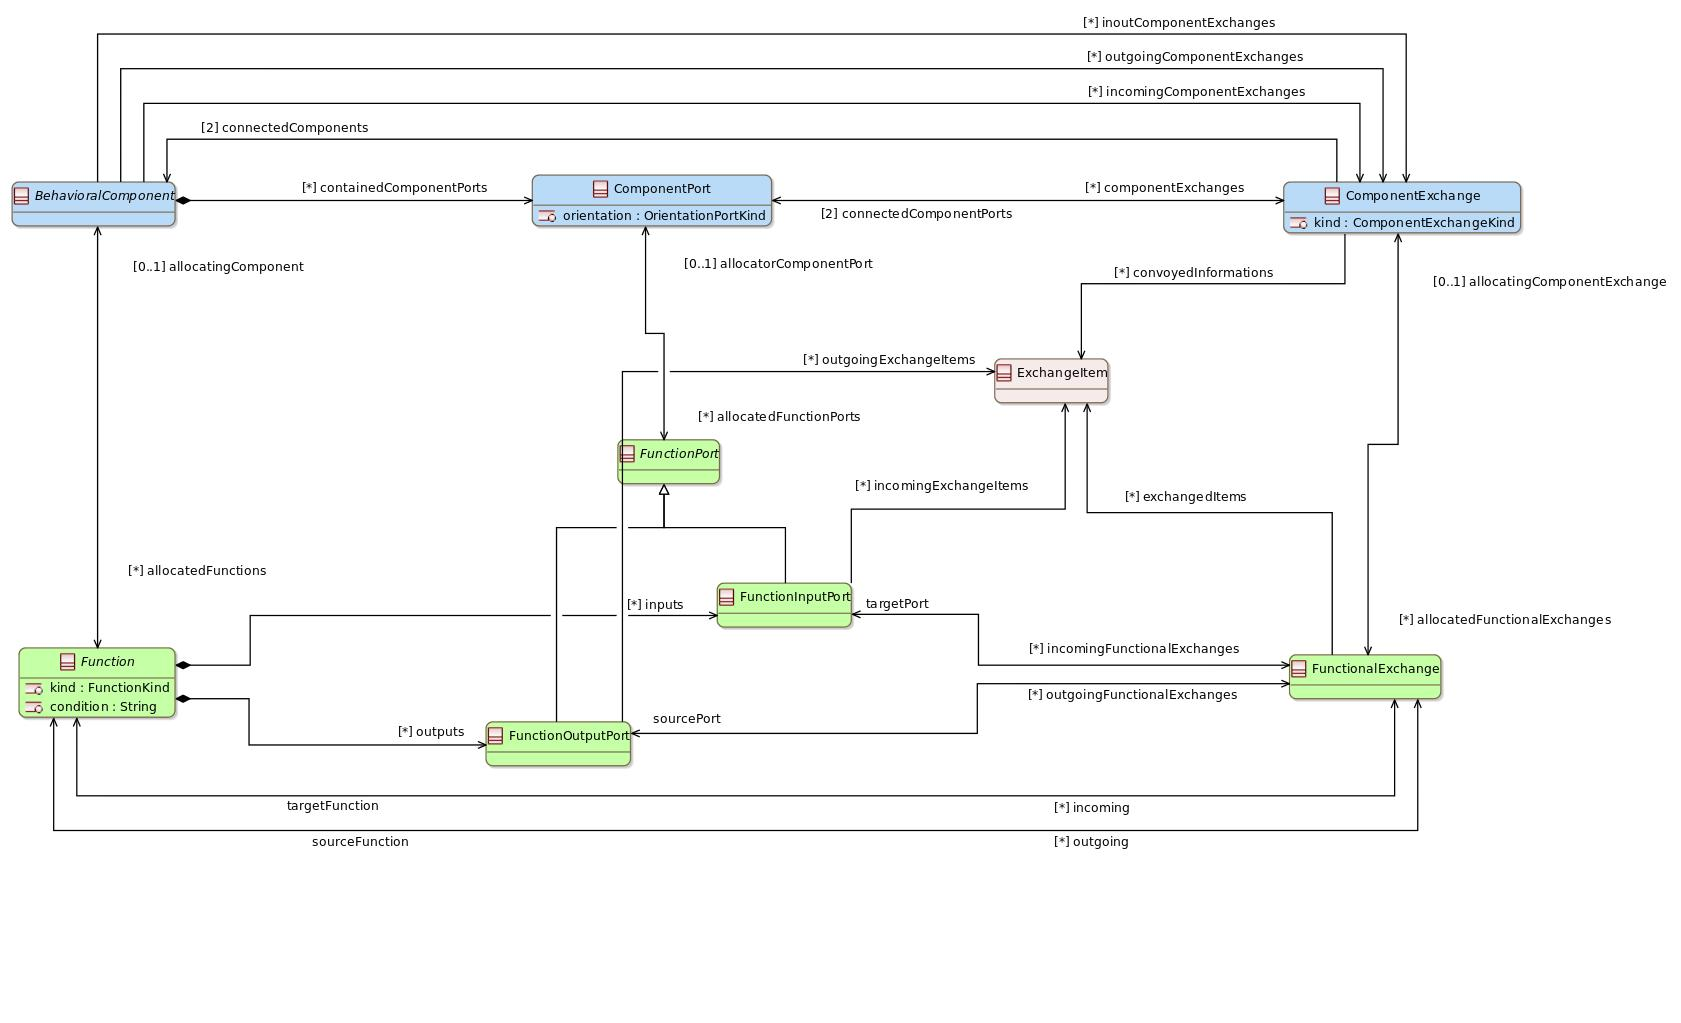 [*] inoutComponentExchanges
[*] outgoingComponentExchanges
[*] incomingComponentExchanges
[2] connectedComponents
BehavioralComponent
[*] containedComponentPorts
ComponentPort
orientation : OrientationPortKind
[*] componentExchanges
[2] connectedComponentPorts
ComponentExchange
kind : ComponentExchangeKind
[0..1] allocatingComponent
[0..1] allocatorComponentPort
[*] convoyedInformations
[0..1] allocatingComponentExchange
[*] outgoingExchangeItems
ExchangeItem
[*] allocatedFunctionPorts
FunctionPort
[*] incomingExchangeItems
[*] exchangedItems
[*] allocatedFunctions
FunctionInputPort
[*] inputs
targetPort
[*] allocatedFunctionalExchanges
[*] incomingFunctionalExchanges
Function
kind : FunctionKind
condition : String
FunctionalExchange
[*] outgoingFunctionalExchanges
sourcePort
[*] outputs
FunctionOutputPort
targetFunction
[*] incoming
sourceFunction
[*] outgoing